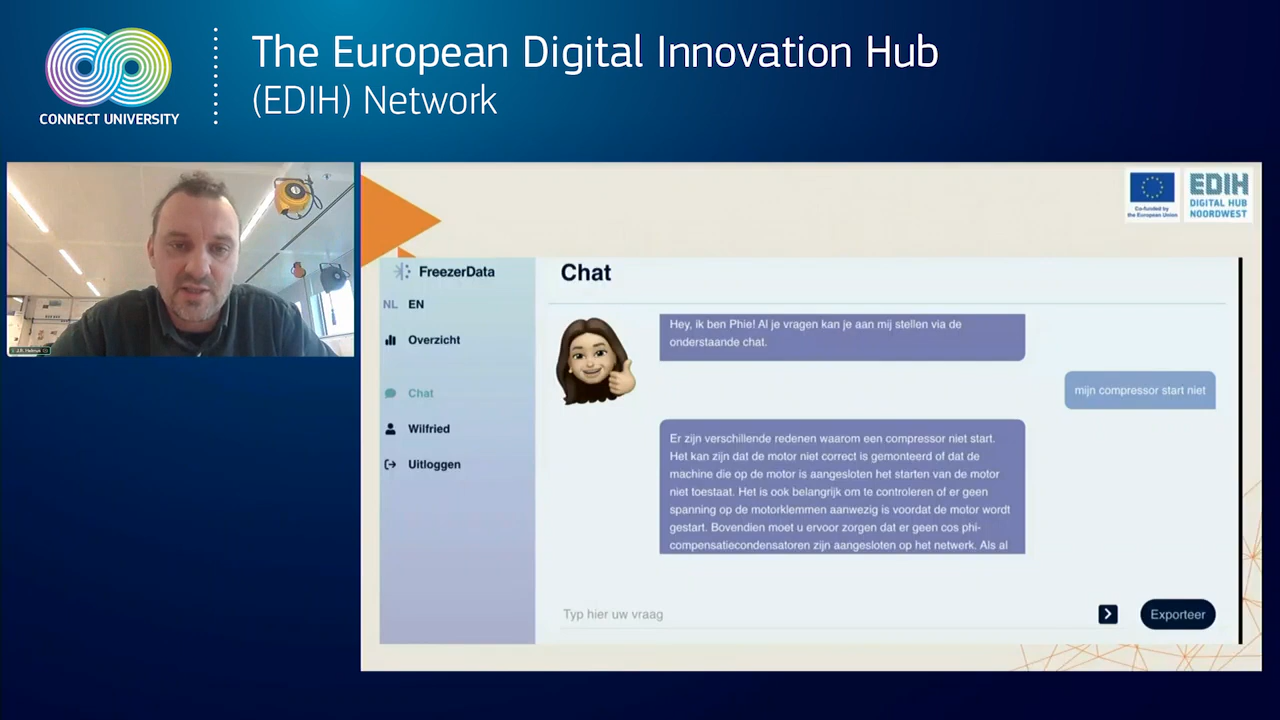 CONNECT UNIVERSITY
The European Digital Innovation Hub
(EDIH) Network
Co-funded by
the European Union
EDIH
DIGITAL HUB
NOORDWEST
FreezerData
NL EN
Overzicht
Chat
Wilfried
Uitloggen
Chat
Hey, ik ben Phie! Al je vragen kan je aan mij stellen via de
onderstaande chat.
mijn compressor start niet
Er zijn verschillende redenen waarom een compressor niet start.
Het kan zijn dat de motor niet correct is gemonteerd of dat de
machine die op de motor is aangesloten het starten van de motor
niet toestaat. Het is ook belangrijk om te controleren of er geen
spanning op de motorklemmen aanwezig is voordat de motor wordt
gestart. Bovendien moet u ervoor zorgen dat er geen cos phi-
compensatiecondensatoren zijn aangesloten op het netwerk. Als al
Typ hier uw vraag
Exporteer